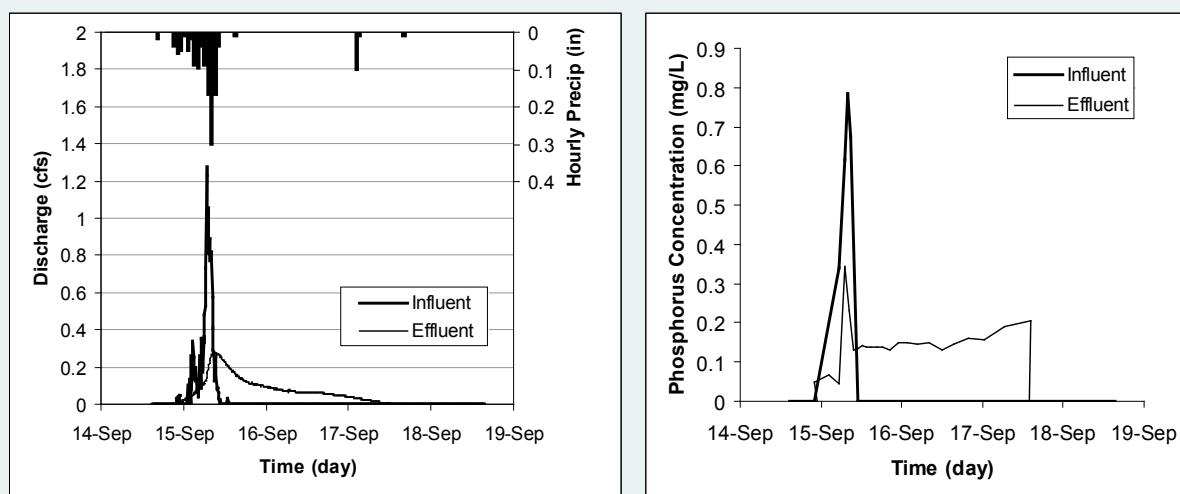 2
1.8
1.6
1.4
1.2
1
0.8
0.6
0.4
0.2
0
Discharge (cfs)
0
0.1
0.2
0.3
0.4
Hourly Precip (in)
Influent
Effluent
14-Sep 15-Sep 16-Sep 17-Sep 18-Sep 19-Sep
Time (day)
0.9
0.8
0.7
0.6
0.5
0.4
0.3
0.2
0.1
0
Phosphorus Concentration (mg/L)
Influent
Effluent
14-Sep 15-Sep 16-Sep 17-Sep 18-Sep 19-Sep
Time (day)